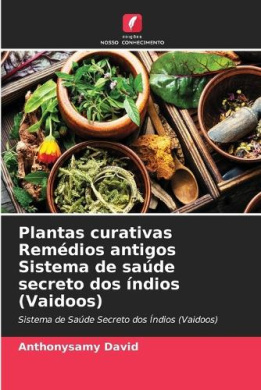 edições
NOSSO CONHECIMENTO
Plantas curativas
Remédios antigos
Sistema de saúde
secreto dos índios
(Vaidoos)
Sistema de Saúde Secreto dos Índios (Vaidoos)
Anthonysamy David